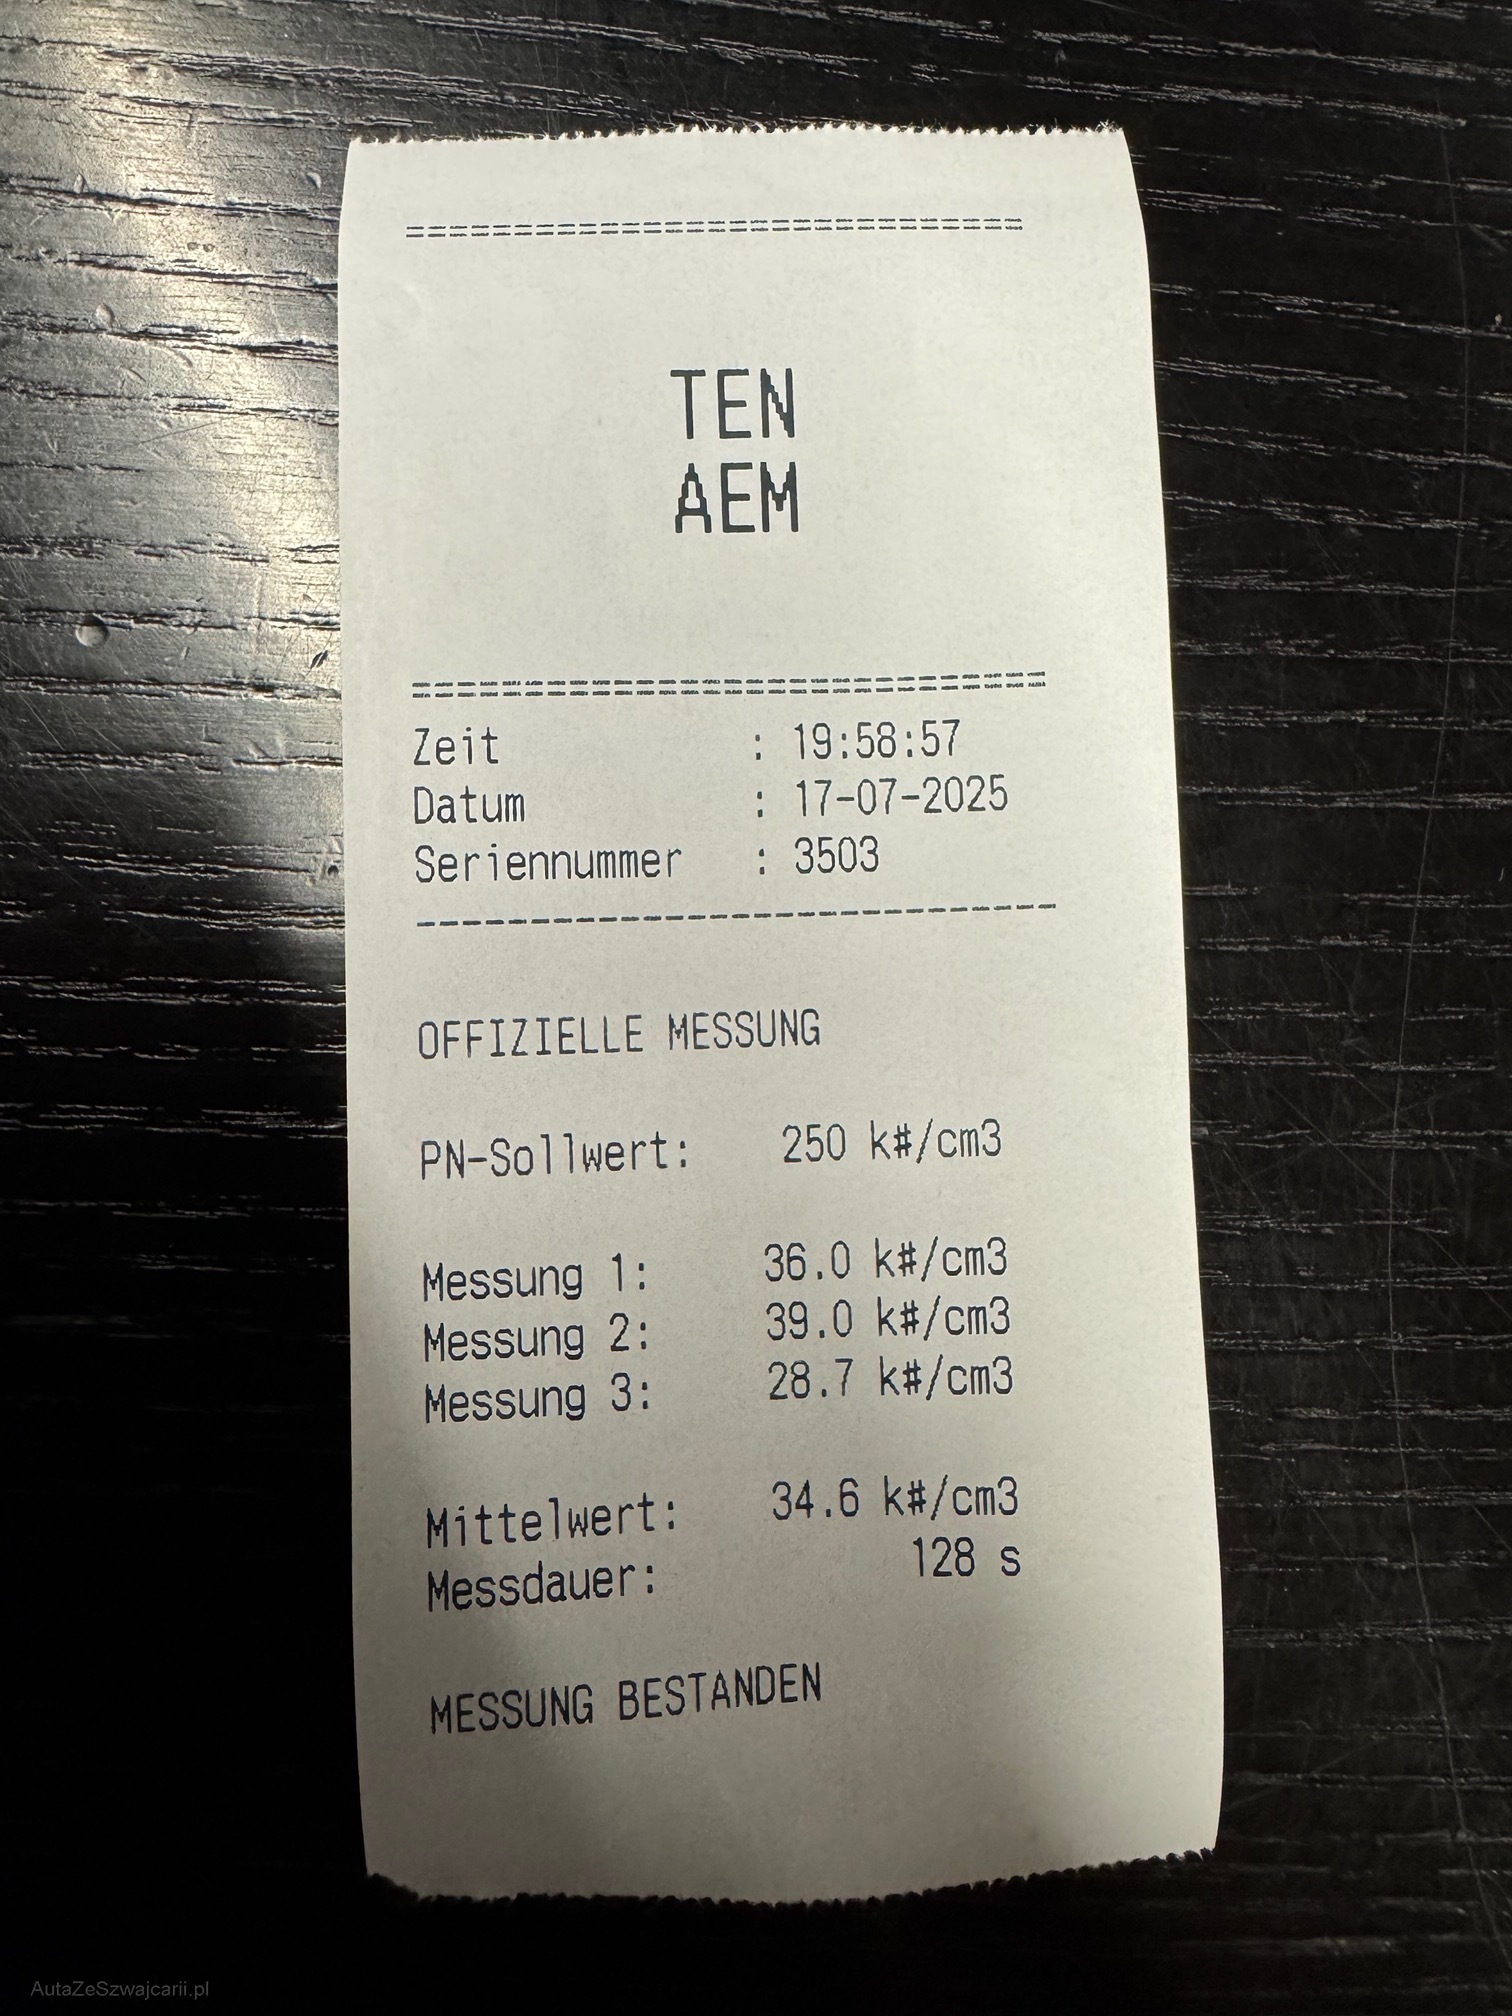 TEN
AEM
Zeit : 19:58:57
Datum : 17-07-2025
Seriennummer : 3503
OFFIZIELLE MESSUNG
PN-Sollwert: 250 k#/cm3
Messung 1: 36.0 k#/cm3
Messung 2: 39.0 k#/cm3
Messung 3: 28.7 k#/cm3
Mittelwert: 34.6 k#/cm3
Messdauer: 128 s
MESSUNG BESTANDEN
AutaZeSzwajcarii.pl